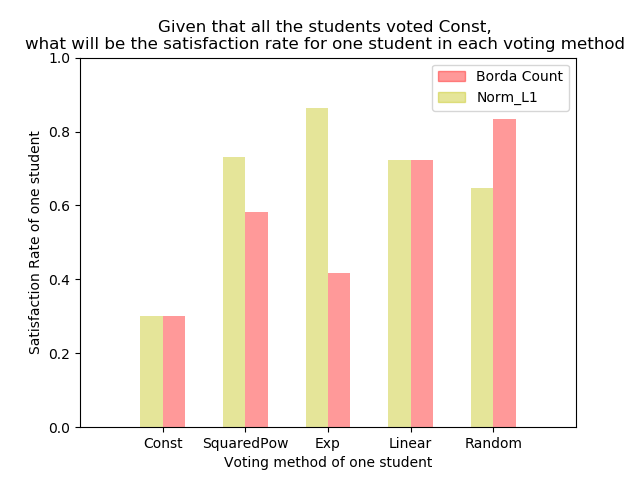 Given that all the students voted Const,
what will be the satisfaction rate for one student in each voting method
Borda Count
Norm_L1
Satisfaction Rate of one student
1.0
0.8
0.6
0.4
0.2
0.0
Const SquaredPow Exp Linear Random
Voting method of one student